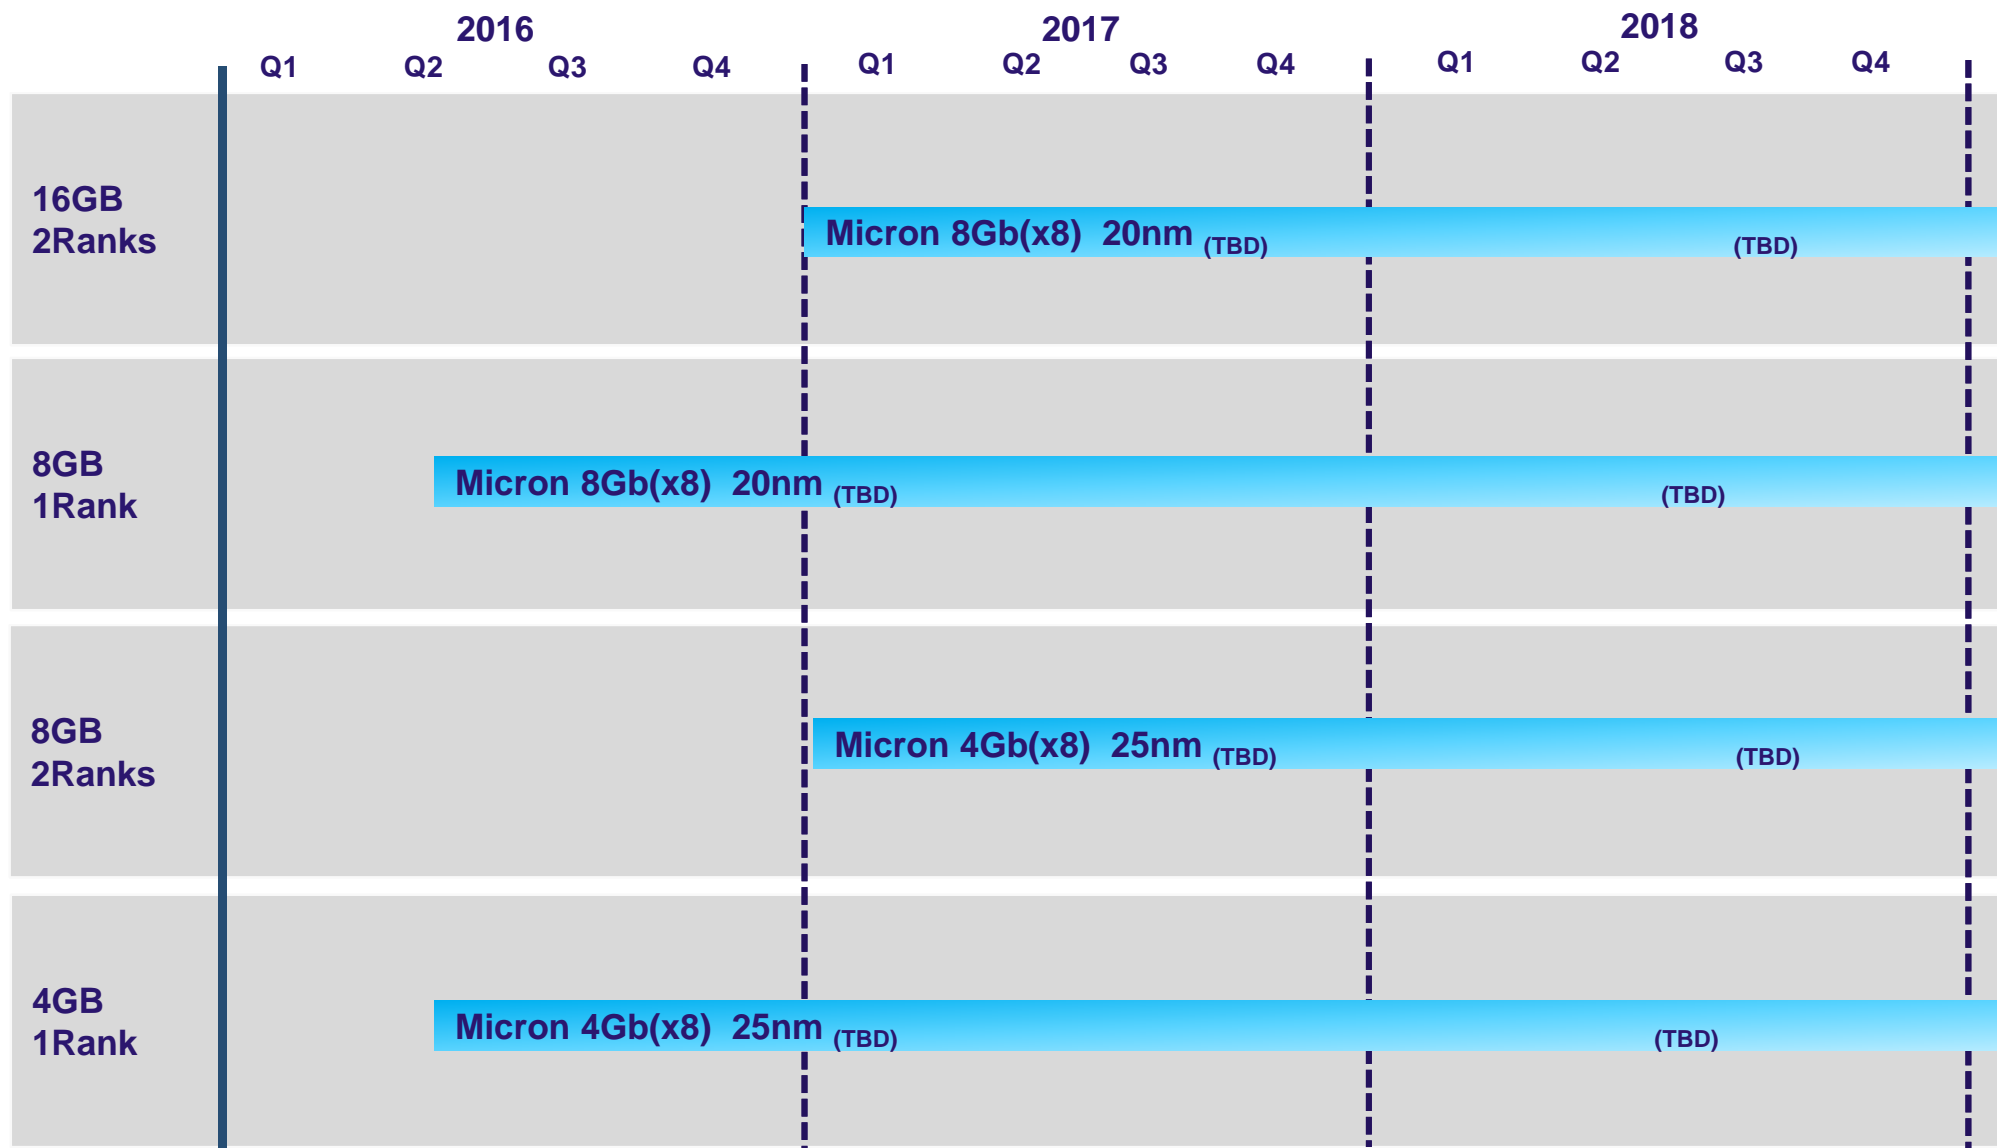 2016 2017 2018
Q1 Q2 Q3 Q4 Q1 Q2 Q3 Q4 Q1 Q2 Q3 Q4
16GB
2Ranks
Micron 8Gb(x8) 20nm (TBD) (TBD)
8GB
1Rank
Micron 8Gb(x8) 20nm (TBD) (TBD)
8GB
2Ranks
Micron 4Gb(x8) 25nm (TBD) (TBD)
4GB
1Rank
Micron 4Gb(x8) 25nm (TBD) (TBD)